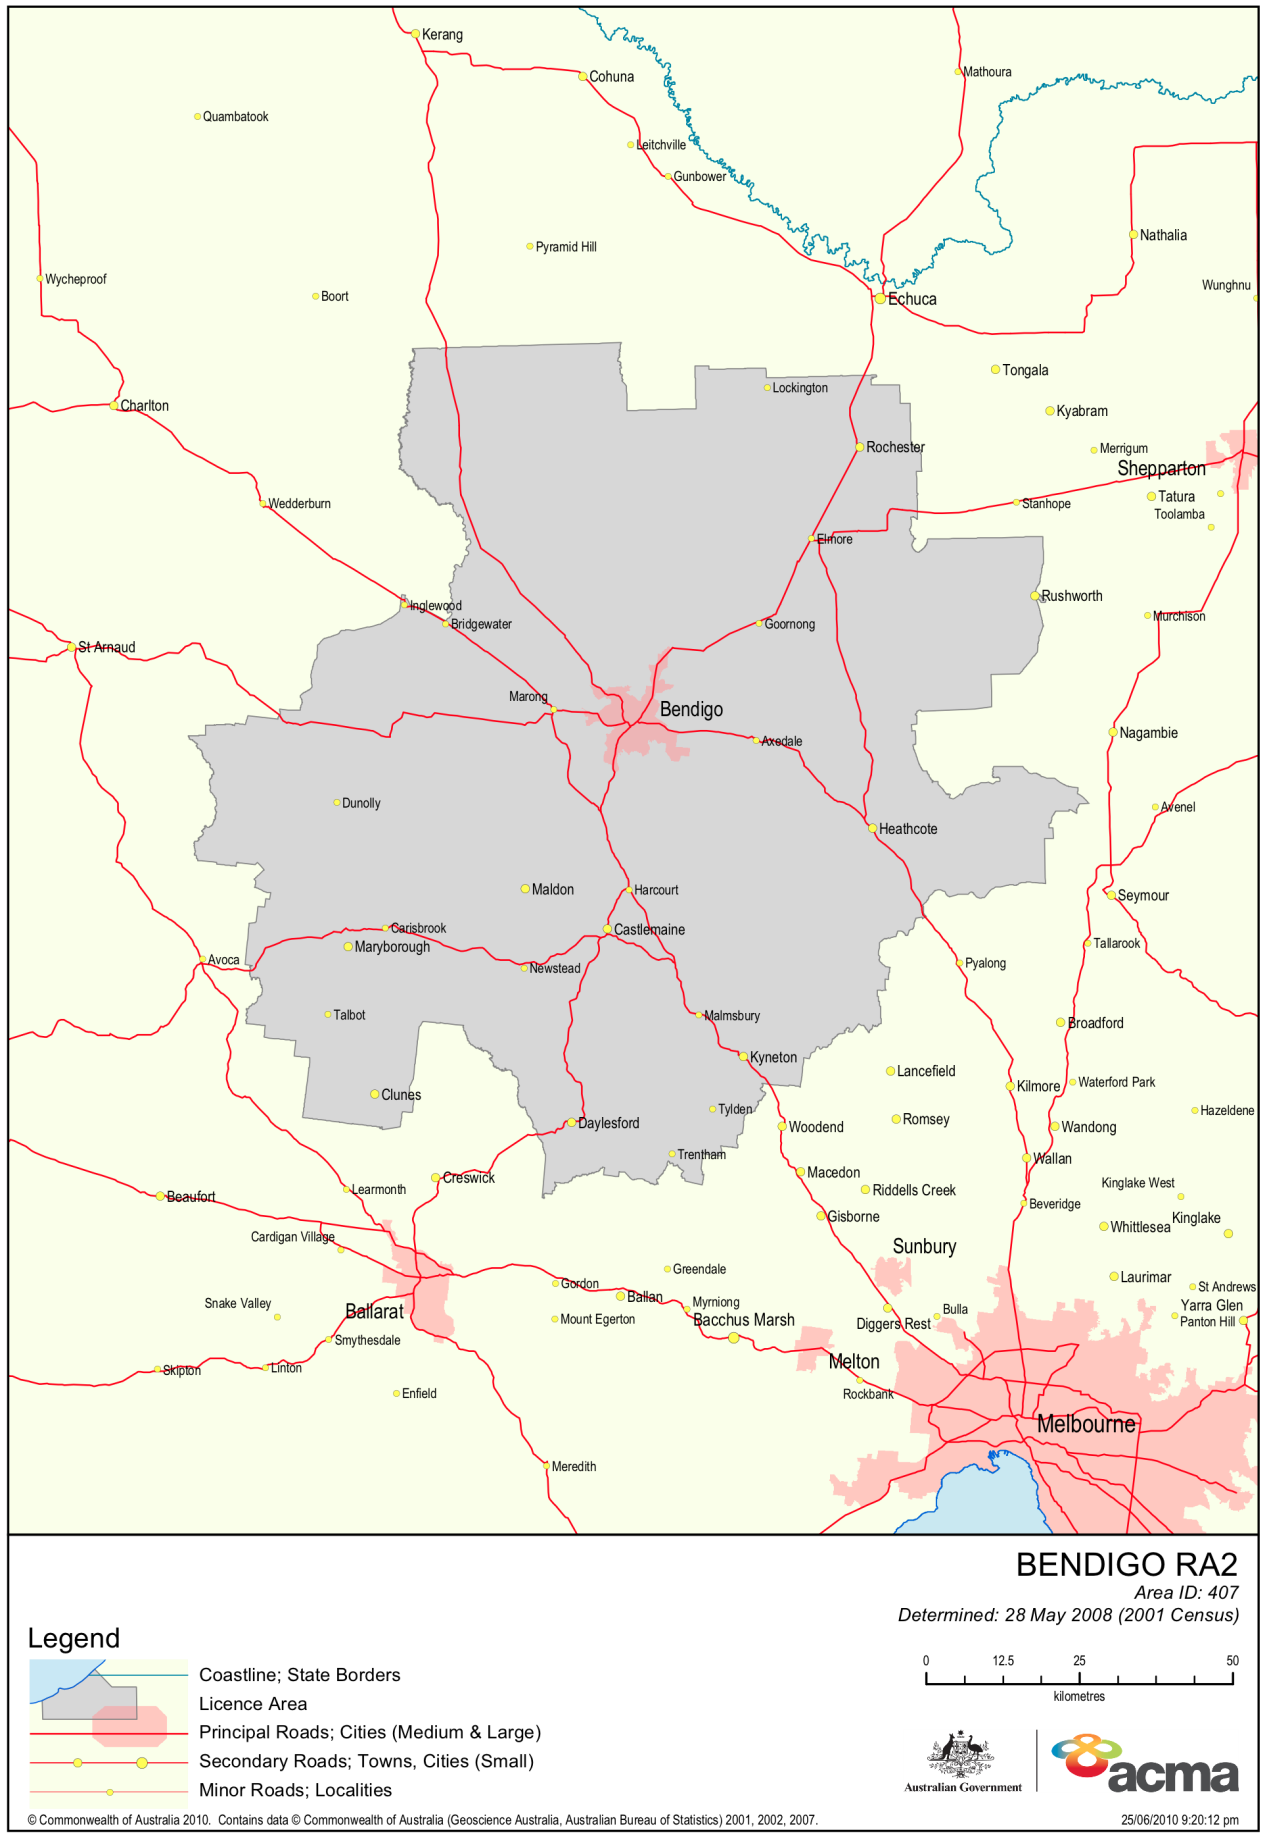 Kerang
Mathoura
Cohuna
Quambatook
Leitchville
Gunbower
Nathalia
Pyramid Hill
Wycheproof
Wunghnu
Boort
Echuca
Tongala
Lockington
Charlton
Kyabram
Rochester
Merrigum
Shepparton
Tatura
Wedderburn
Stanhope
Toolamba
Elmore
Rushworth
Inglewood
Murchison
Bridgewater
Goornong
St Arnaud
Marong
Bendigo
Nagambie
Axedale
Dunolly
Avenel
Heathcote
Maldon
Harcourt
Seymour
Carisbrook
Castlemaine
Maryborough
Tallarook
Avoca
Newstead
Pyalong
Talbot
Malmsbury
Broadford
Kyneton
Lancefield
Kilmore
Waterford Park
Clunes
Tylden
Hazeldene
Romsey
Daylesford
Woodend
Wandong
Trentham
Wallan
Macedon
Creswick
Kinglake West
Learmonth
Riddells Creek
Beaufort
Beveridge
Gisborne
Kinglake
Whittlesea
Cardigan Village
Sunbury
Greendale
Laurimar
Gordon
St Andrews
Ballan
Snake Valley
Myrniong
Yarra Glen
Ballarat
Bulla
Mount Egerton
Bacchus Marsh
Panton Hill
Diggers Rest
Smythesdale
Melton
Skipton
Linton
Enfield
Rockbank
Melbourne
Meredith
BENDIGO RA2
Area ID: 407
Determined: 28 May 2008 (2001 Census)
Legend
Coastline; State Borders
Licence Area
Principal Roads; Cities (Medium & Large)
Secondary Roads; Towns, Cities (Small)
Minor Roads; Localities
0 12.5 25 50
kilometres
Australian Government
acma
© Commonwealth of Australia 2010. Contains data © Commonwealth of Australia (Geoscience Australia, Australian Bureau of Statistics) 2001, 2002, 2007.
25/06/2010 9:20:12 pm